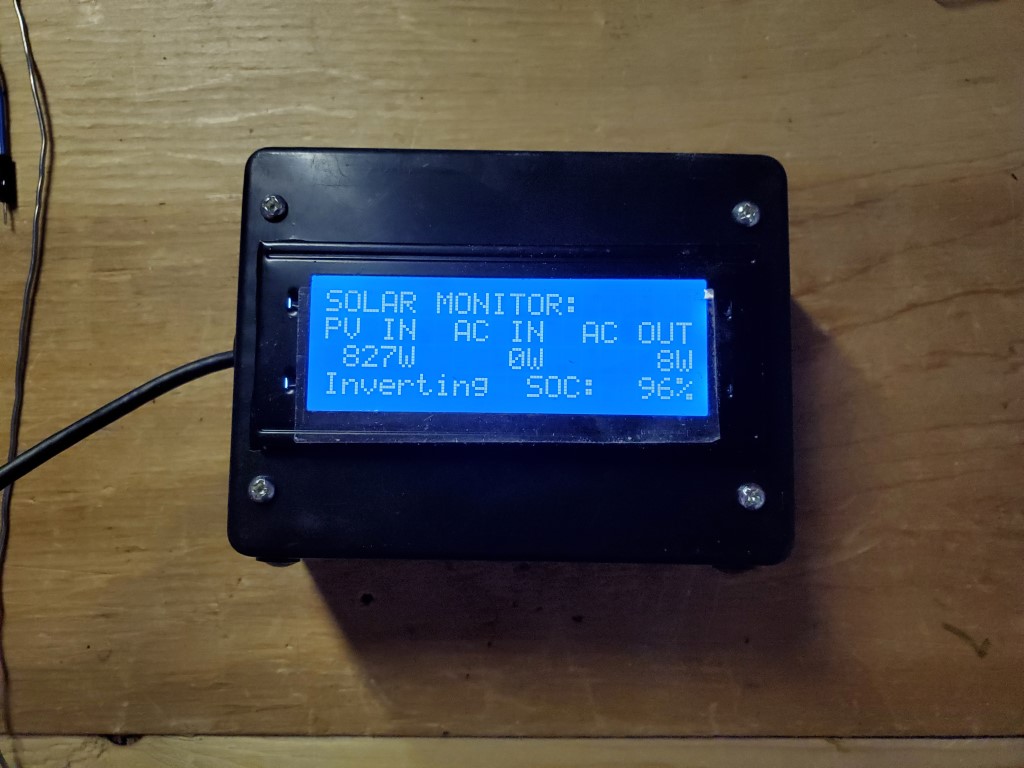 SOLAR MONITOR:
PV IN AC IN AC OUT
827W 0W 8W
Inverting SOC: 96%